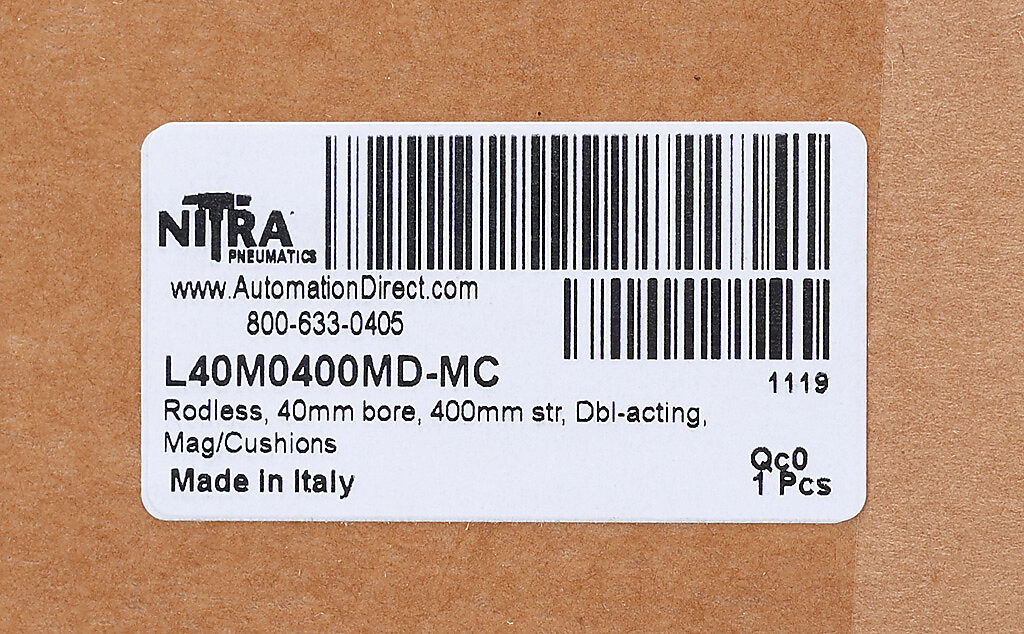 NITRA
PNEUMATICS
www.AutomationDirect.com
800-633-0405
L40M0400MD-MC
1119
Rodless, 40mm bore, 400mm str, Dbl-acting,
Mag/Cushions
Made in Italy
Qc0
1 Pcs